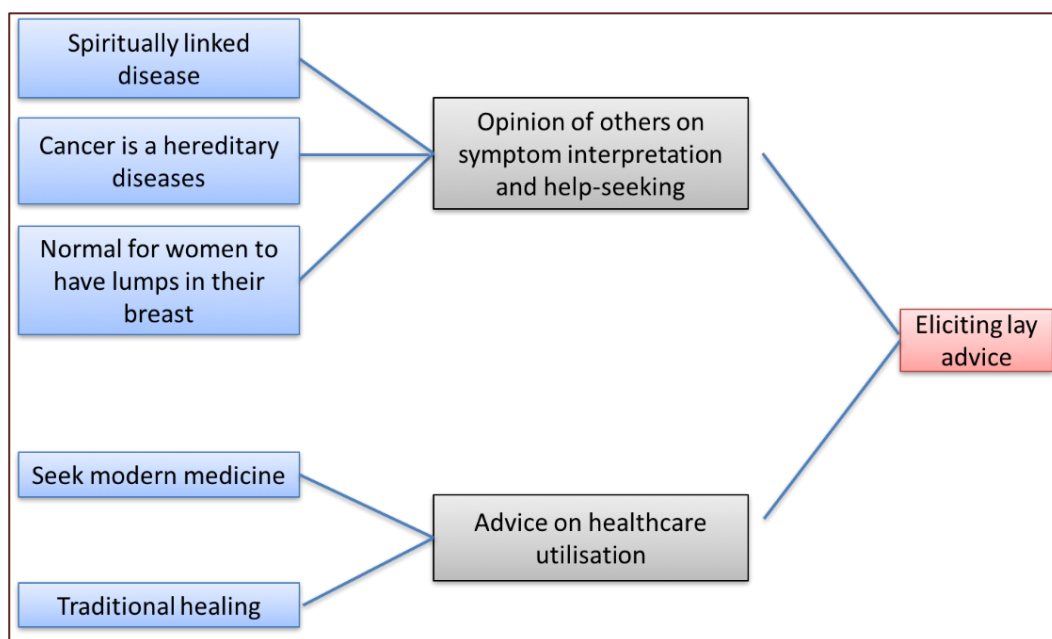 Spiritually linked
disease
Cancer is a hereditary
diseases
Normal for women to
have lumps in their
breast
Opinion of others on
symptom interpretation
and help-seeking
Eliciting lay
advice
Seek modern medicine
Traditional healing
Advice on healthcare
utilisation